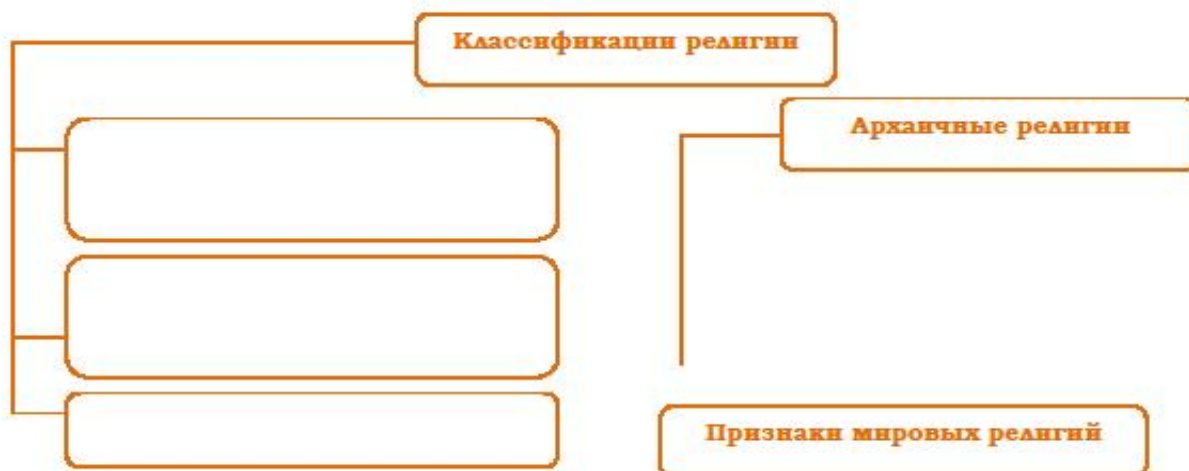 Классификации религии
Архаичные религии
Признаки мировых религий